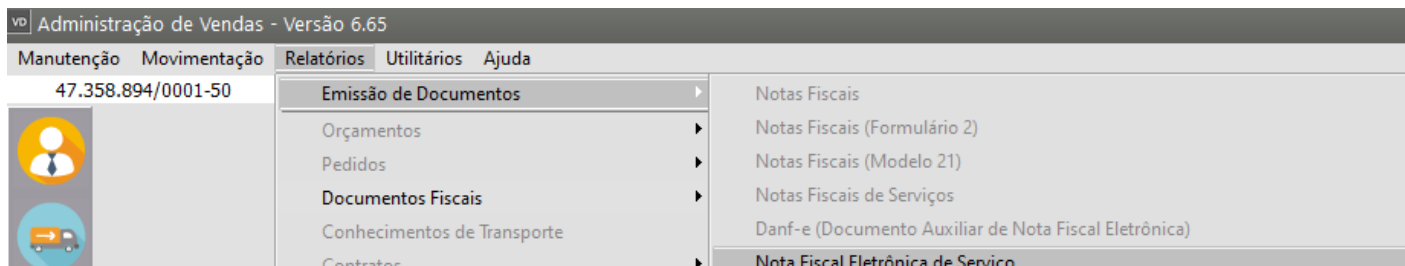 VD Administração de Vendas - Versão 6.65
Manutenção Movimentação Relatórios Utilitários Ajuda
47.358.894/0001-50
Emissão de Documentos
Orçamentos
Pedidos
Documentos Fiscais
Conhecimentos de Transporte
Contratos
Notas Fiscais
Notas Fiscais (Formulário 2)
Notas Fiscais (Modelo 21)
Notas Fiscais de Serviços
Danf-e (Documento Auxiliar de Nota Fiscal Eletrônica)
Nota Fiscal Eletrônica de Serviço